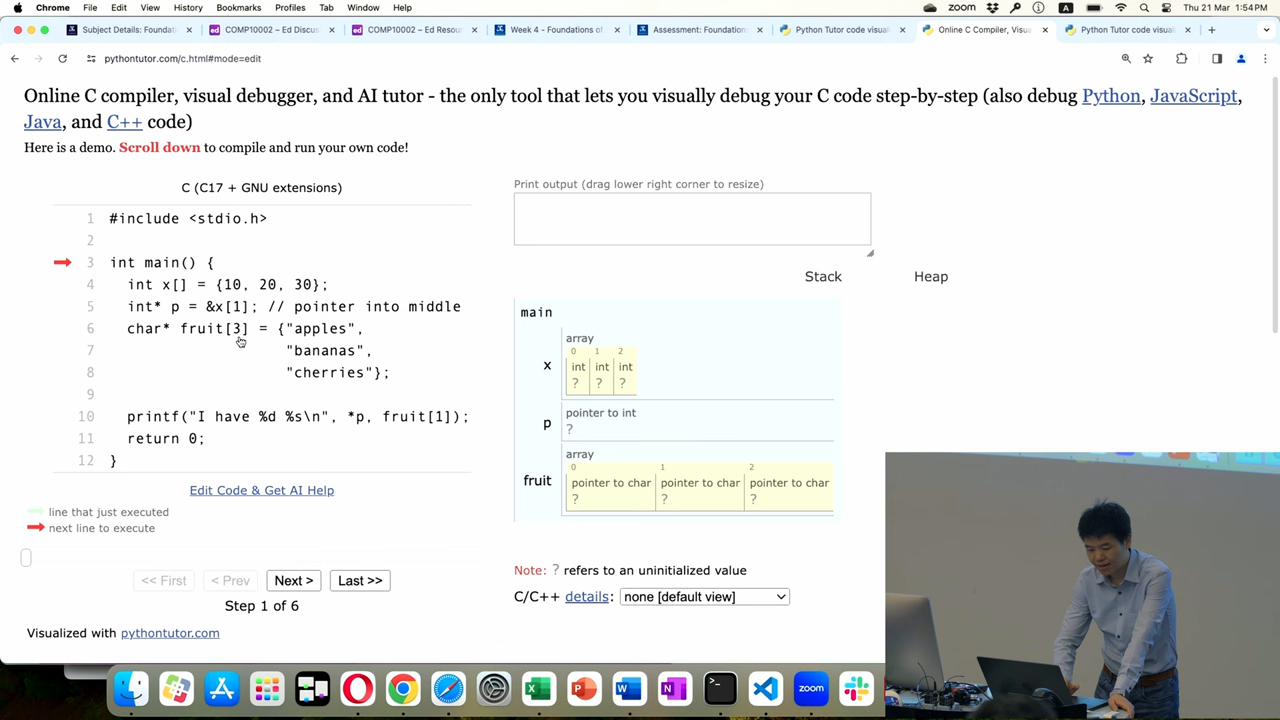 Chrome File Edit View History Bookmarks Profiles Tab Window Help zoom A Thu 21 Mar 1:54 PM
Subject Details: Foundati COMP10002 – Ed Discus COMP10002 – Ed Resour Week 4 - Foundations of Assessment: Foundations Python Tutor code visuali Online C Compiler, Visua Python Tutor code visuali
pythontutor.com/c.html#mode=edit
Online C compiler, visual debugger, and AI tutor - the only tool that lets you visually debug your C code step-by-step (also debug Python, JavaScript,
Java, and C++ code)
Here is a demo. Scroll down to compile and run your own code!
C (C17 + GNU extensions)
1 #include <stdio.h>
2
3 int main() {
4 int x[] = {10, 20, 30};
5 int* p = &x[1]; // pointer into middle
6 char* fruit[3] = {"apples",
7 "bananas",
8 "cherries"};
9
10 printf("I have %d %s\n", *p, fruit[1]);
11 return 0;
12 }
Edit Code & Get AI Help
line that just executed
next line to execute
<< First < Prev Next > Last >>
Step 1 of 6
Visualized with pythontutor.com
Print output (drag lower right corner to resize)
Stack Heap
main
array
0 1 2
x int int int
? ? ?
pointer to int
p ?
array
0 1 2
fruit pointer to char pointer to char pointer to char
? ? ?
Note: ? refers to an uninitialized value
C/C++ details: none [default view]
zoom